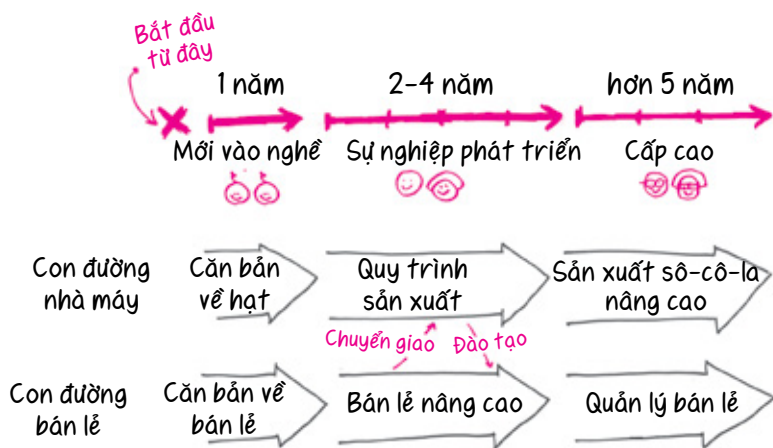 Bắt đầu
từ đây
1 năm
2-4 năm
hơn 5 năm
Mới vào nghề
Sự nghiệp phát triển
Cấp cao
Con đường
nhà máy
Căn bản
về hạt
Quy trình
sản xuất
Sản xuất sô-cô-la
nâng cao
Chuyển giao
Đào tạo
Con đường
bán lẻ
Căn bản về
bán lẻ
Bán lẻ nâng cao
Quản lý bán lẻ